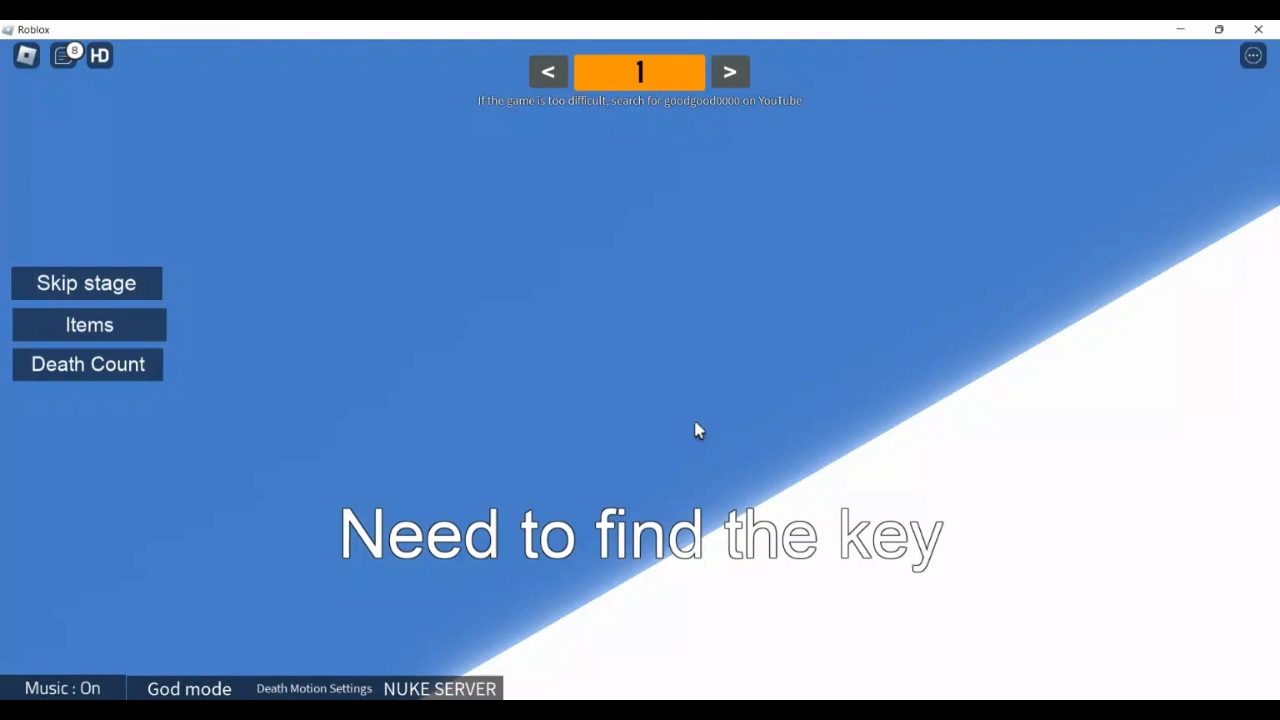 Roblox
8
HD
< 1 >
If the game is too difficult, search for goodgood0000 on YouTube
Skip stage
Items
Death Count
Need to find the key
Music : On God mode Death Motion Settings NUKE SERVER